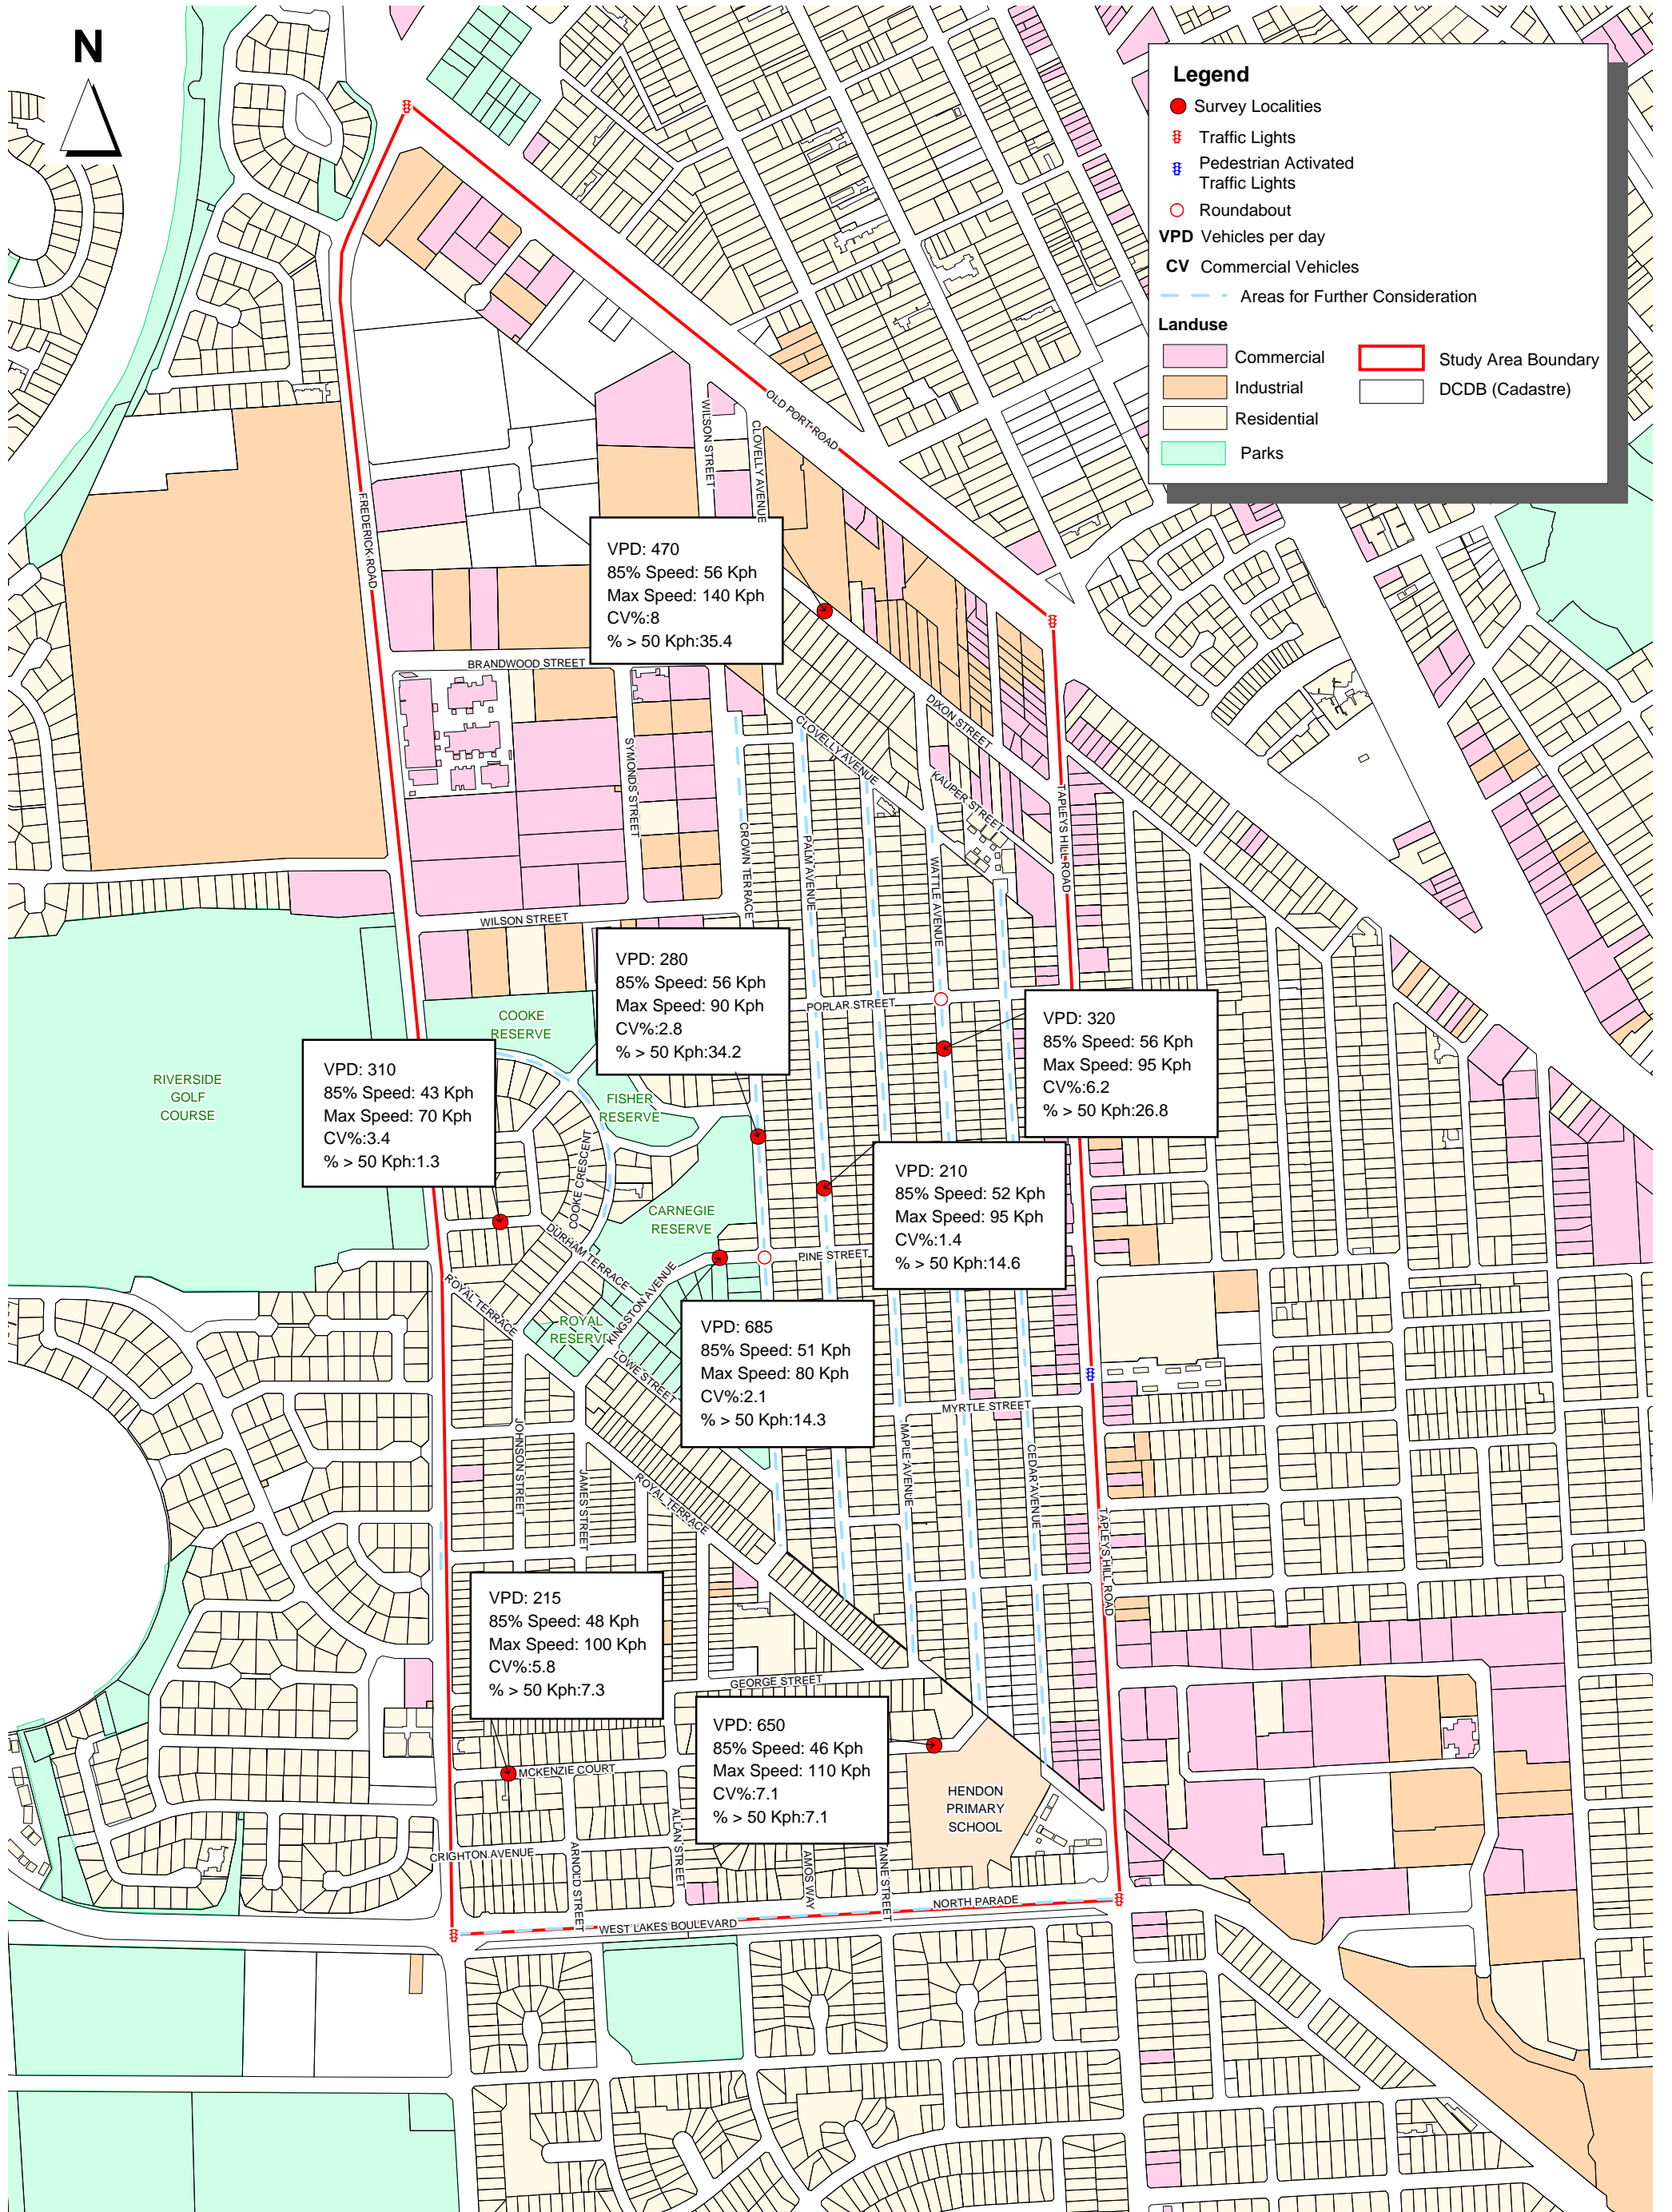 N
Legend
Survey Localities
Traffic Lights
Pedestrian Activated
Traffic Lights
Roundabout
VPD Vehicles per day
CV Commercial Vehicles
Areas for Further Consideration
Landuse
Commercial
Industrial
Residential
Parks
Study Area Boundary
DCDB (Cadastre)
OLD PORT ROAD
WILSON STREET
CLOVELLY AVENUE
FREDERICK ROAD
VPD: 470
85% Speed: 56 Kph
Max Speed: 140 Kph
CV%:8
% > 50 Kph:35.4
BRANDWOOD STREET
SYMONDS STREET
CLOVELLY AVENUE
DIXON STREET
KAUPER STREET
TAPLEYS HILL ROAD
CROWN TERRACE
PALM AVENUE
WATTLE AVENUE
WILSON STREET
VPD: 280
85% Speed: 56 Kph
Max Speed: 90 Kph
CV%:2.8
% > 50 Kph:34.2
POPLAR STREET
VPD: 320
85% Speed: 56 Kph
Max Speed: 95 Kph
CV%:6.2
% > 50 Kph:26.8
COOKE
RESERVE
VPD: 310
85% Speed: 43 Kph
Max Speed: 70 Kph
CV%:3.4
% > 50 Kph:1.3
RIVERSIDE
GOLF
COURSE
FISHER
RESERVE
COOKE CRESCENT
CARNEGIE
RESERVE
VPD: 210
85% Speed: 52 Kph
Max Speed: 95 Kph
CV%:1.4
% > 50 Kph:14.6
DURHAM TERRACE
PINE STREET
ROYAL TERRACE
KINGSTON AVENUE
ROYAL
RESERVE
LOWE STREET
VPD: 685
85% Speed: 51 Kph
Max Speed: 80 Kph
CV%:2.1
% > 50 Kph:14.3
MYRTLE STREET
JOHNSON STREET
JAMES STREET
ROYAL TERRACE
MAPLE AVENUE
CEDAR AVENUE
TAPLEYS HILL ROAD
VPD: 215
85% Speed: 48 Kph
Max Speed: 100 Kph
CV%:5.8
% > 50 Kph:7.3
GEORGE STREET
VPD: 650
85% Speed: 46 Kph
Max Speed: 110 Kph
CV%:7.1
% > 50 Kph:7.1
MCKENZIE COURT
HENDON
PRIMARY
SCHOOL
CRIGHTON AVENUE
ARNOLD STREET
ALLAN STREET
AMOS WAY
ANNE STREET
NORTH PARADE
WEST LAKES BOULEVARD